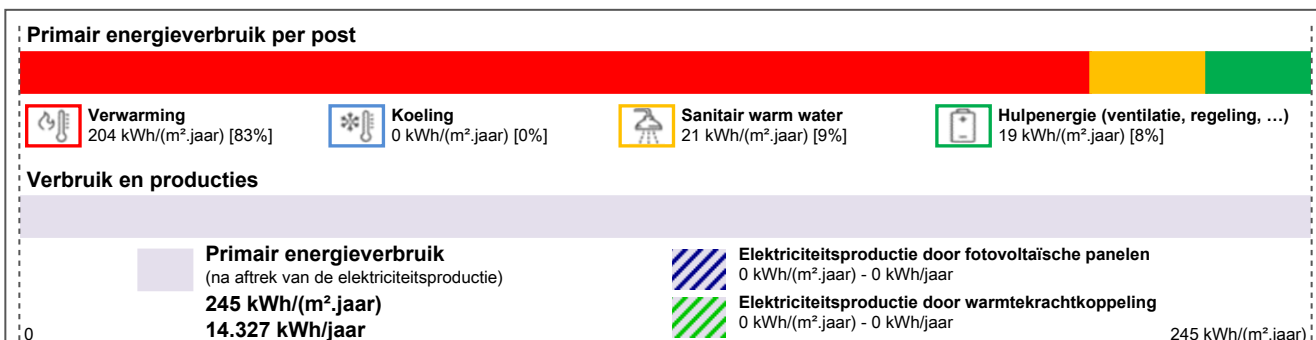 Primair energieverbruik per post
Verwarming
204 kWh/(m².jaar) [83%]
Koeling
0 kWh/(m².jaar) [0%]
Sanitair warm water
21 kWh/(m².jaar) [9%]
Hulpenergie (ventilatie, regeling, …)
19 kWh/(m².jaar) [8%]
Verbruik en producties
Primair energieverbruik
(na aftrek van de elektriciteitsproductie)
245 kWh/(m².jaar)
14.327 kWh/jaar
Elektriciteitsproductie door fotovoltaïsche panelen
0 kWh/(m².jaar) - 0 kWh/jaar
Elektriciteitsproductie door warmtekrachtkoppeling
0 kWh/(m².jaar) - 0 kWh/jaar
0
245 kWh/(m².jaar)